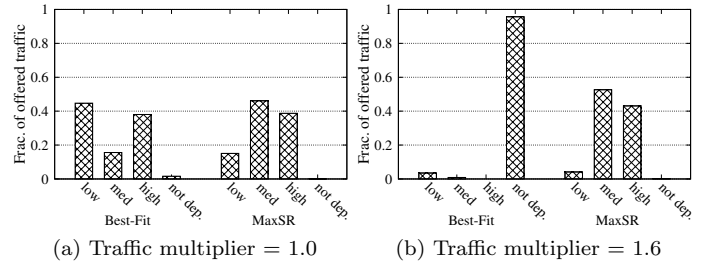 1
0.8
0.6
0.4
0.2
0
Frac. of offered traffic
low
med
high
not dep.
low
med
high
not dep.
Best-Fit
MaxSR
(a) Traffic multiplier = 1.0
1
0.8
0.6
0.4
0.2
0
Frac. of offered traffic
low
med
high
not dep.
low
med
high
not dep.
Best-Fit
MaxSR
(b) Traffic multiplier = 1.6